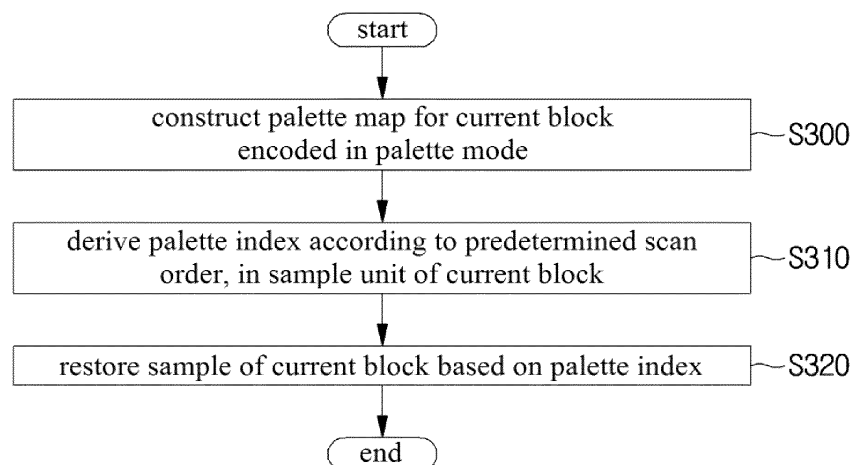 start
construct palette map for current block
encoded in palette mode
S300
derive palette index according to predetermined scan
order, in sample unit of current block
S310
restore sample of current block based on palette index
S320
end